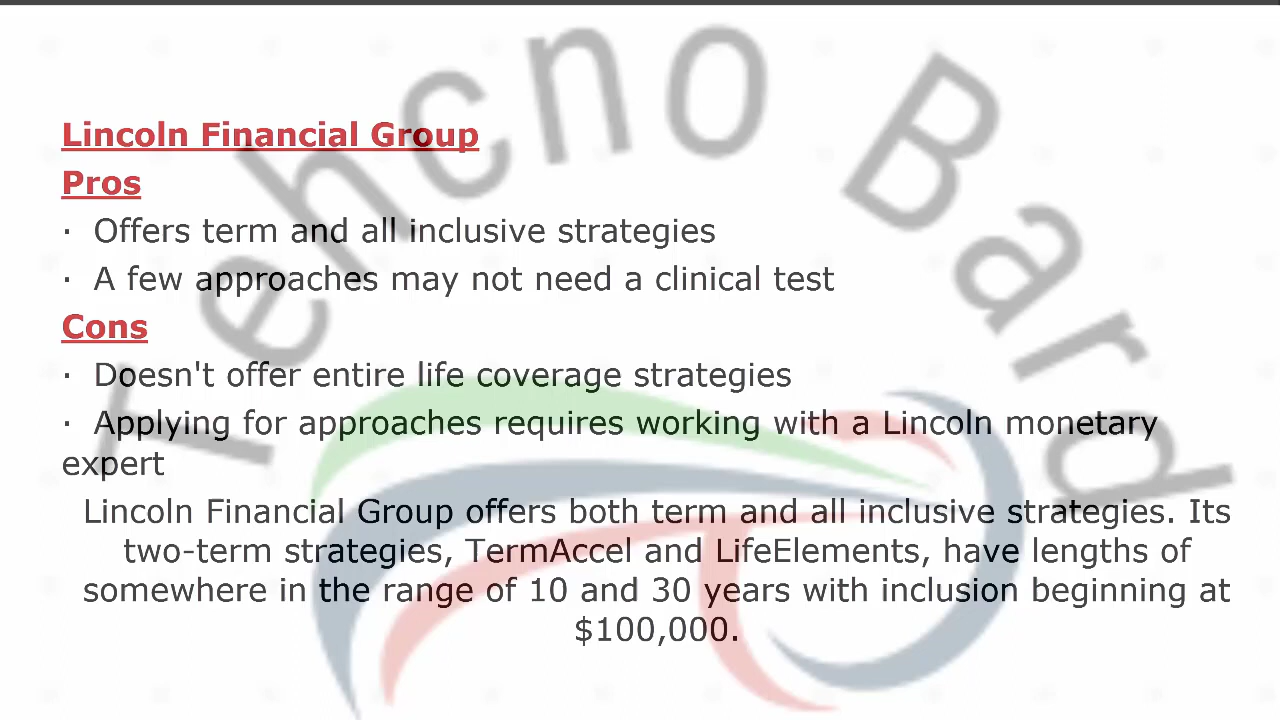 Tehcno Bard
Lincoln Financial Group
Pros
· Offers term and all inclusive strategies
· A few approaches may not need a clinical test
Cons
· Doesn't offer entire life coverage strategies
· Applying for approaches requires working with a Lincoln monetary
expert
Lincoln Financial Group offers both term and all inclusive strategies. Its
two-term strategies, TermAccel and LifeElements, have lengths of
somewhere in the range of 10 and 30 years with inclusion beginning at
$100,000.